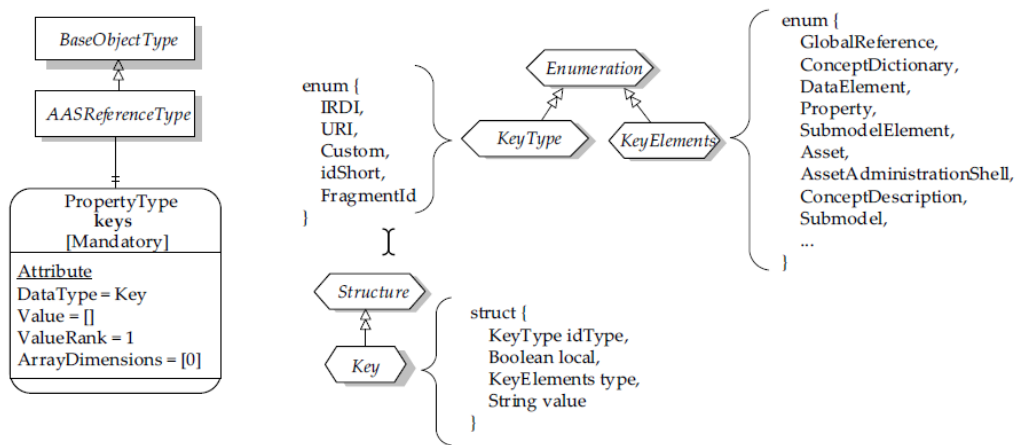 BaseObjectType
AASReferenceType
PropertyType
keys
[Mandatory]
Attribute
DataType = Key
Value = []
ValueRank = 1
ArrayDimensions = [0]
enum {
IRDI,
URI,
Custom,
idShort,
FragmentId
}
Enumeration
KeyType
KeyElements
enum {
GlobalReference,
ConceptDictionary,
DataElement,
Property,
SubmodelElement,
Asset,
AssetAdministrationShell,
ConceptDescription,
Submodel,
...
}
Structure
Key
struct {
KeyType idType,
Boolean local,
KeyElements type,
String value
}